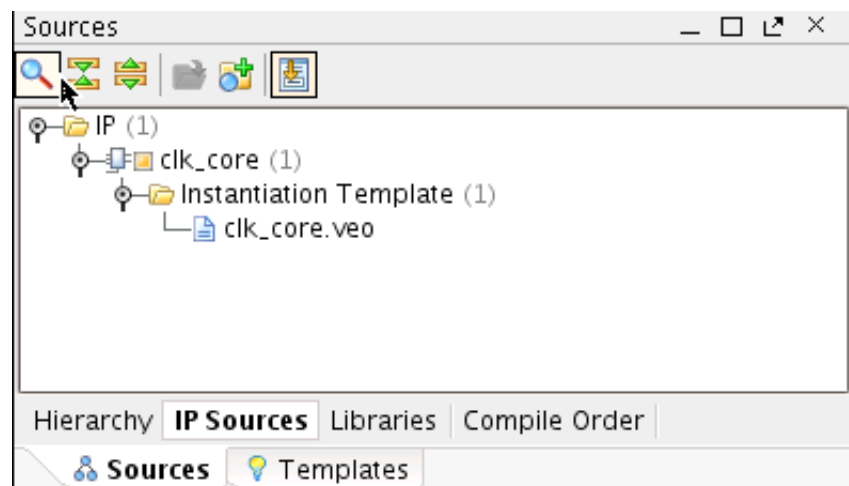 Sources
IP (1)
clk_core (1)
Instantiation Template (1)
clk_core.veo
Hierarchy IP Sources Libraries Compile Order
Sources Templates